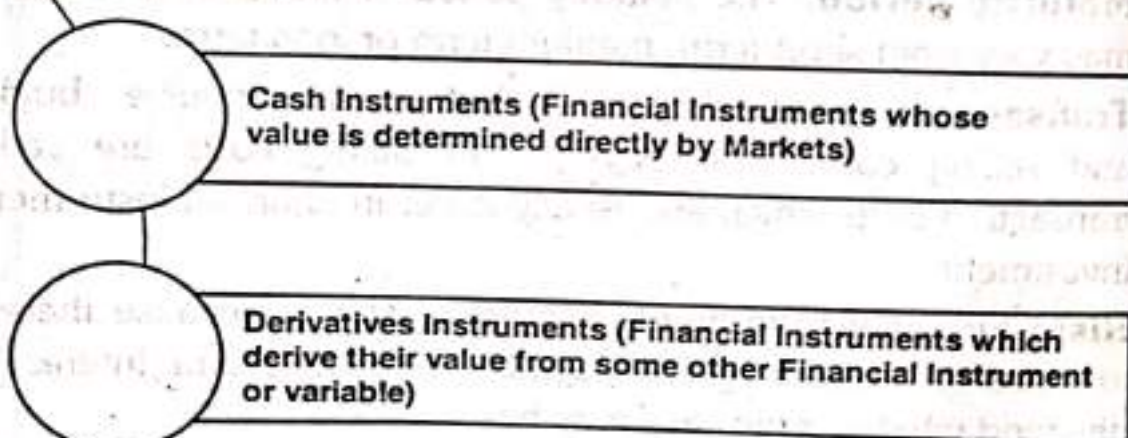 Cash Instruments (Financial Instruments whose
value is determined directly by Markets)
Derivatives Instruments (Financial Instruments which
derive their value from some other Financial Instrument
or variable)